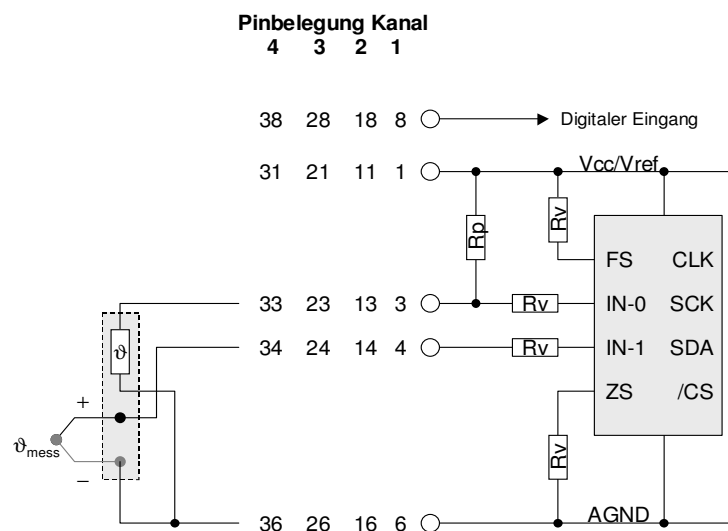 Pinbelegung Kanal
4 3 2 1
38 28 18 8 Digitaler Eingang
31 21 11 1 Vcc/Vref
Rp Rv
FS CLK
33 23 13 3 Rv IN-0 SCK
ϑ
34 24 14 4 Rv IN-1 SDA
+
ZS /CS
ϑmess
Rv
−
36 26 16 6 AGND